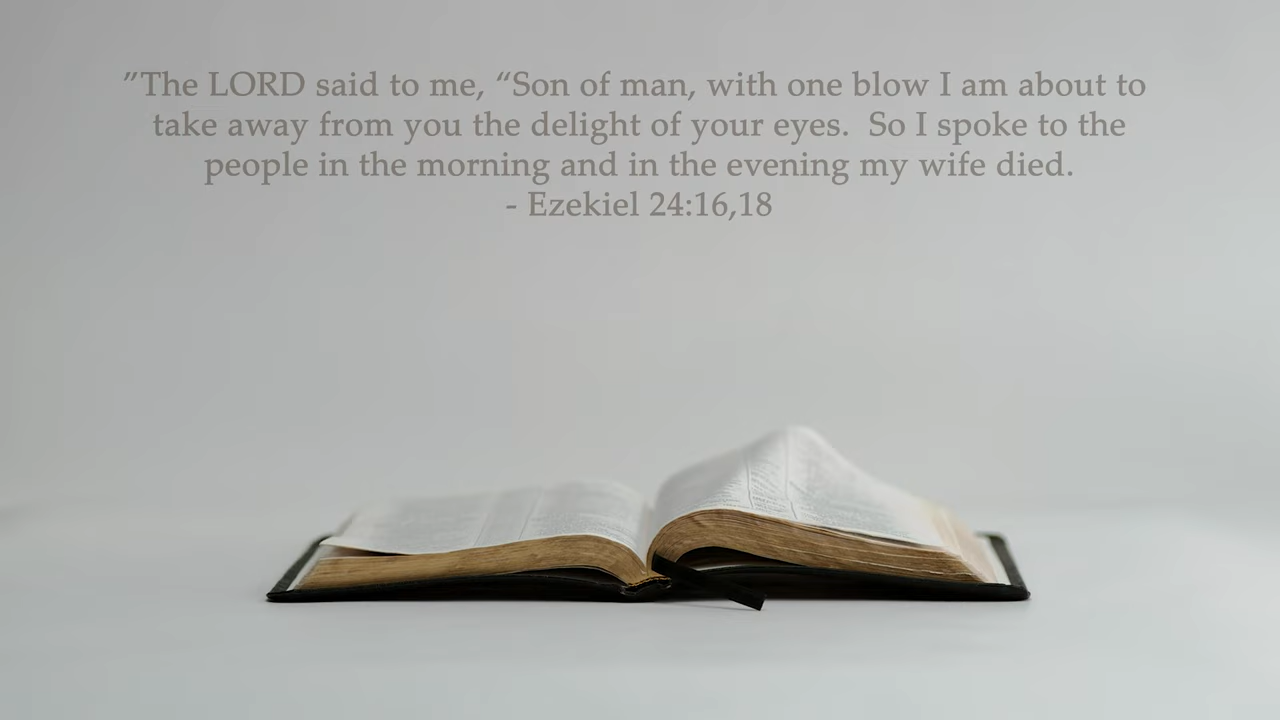 ”The LORD said to me, “Son of man, with one blow I am about to
take away from you the delight of your eyes.  So I spoke to the
people in the morning and in the evening my wife died.
- Ezekiel 24:16,18